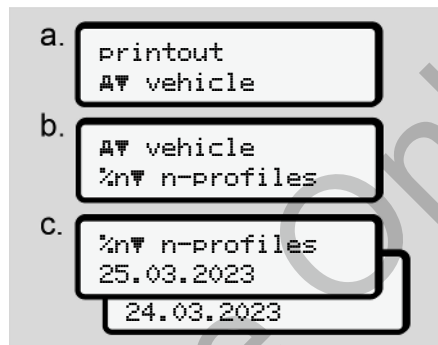 a.
printout
🚚▼ vehicle
b.
🚚▼ vehicle
%n▼ n-profiles
c.
%n▼ n-profiles
25.03.2023
24.03.2023